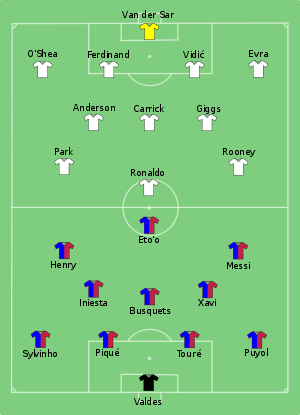 Van der Sar
O'Shea Ferdinand Vidić Evra
Anderson Carrick Giggs
Park Rooney
Ronaldo
Eto'o
Henry Messi
Iniesta Busquets Xavi
Sylvinho Piqué Touré Puyol
Valdes